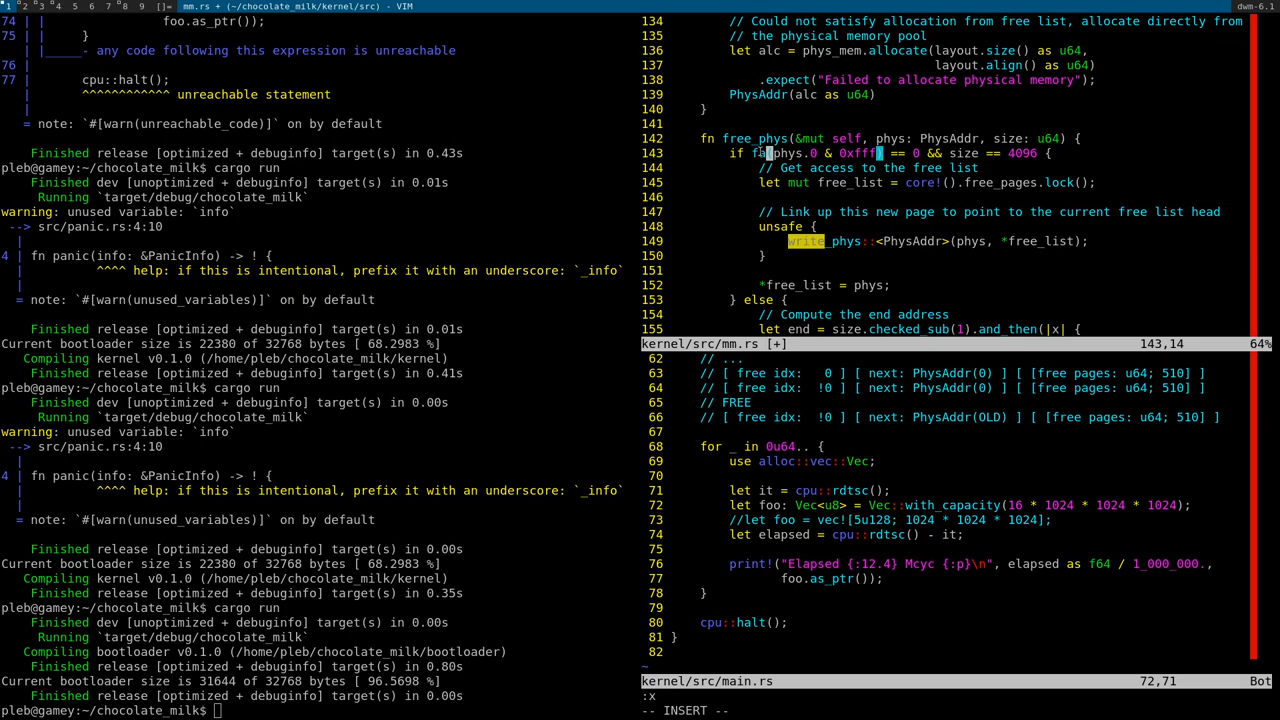 1 2 3 4 5 6 7 8 9 []= mm.rs + (~/chocolate_milk/kernel/src) - VIM dwm-6.1
74 | |                 foo.as_ptr());
75 | |     }
   | |_____- any code following this expression is unreachable
76 |
77 |       cpu::halt();
   |       ^^^^^^^^^^^^ unreachable statement
   |
   = note: `#[warn(unreachable_code)]` on by default
    Finished release [optimized + debuginfo] target(s) in 0.43s
pleb@gamey:~/chocolate_milk$ cargo run
    Finished dev [unoptimized + debuginfo] target(s) in 0.01s
     Running `target/debug/chocolate_milk`
warning: unused variable: `info`
 --> src/panic.rs:4:10
  |
4 | fn panic(info: &PanicInfo) -> ! {
  |          ^^^^ help: if this is intentional, prefix it with an underscore: `_info`
  |
  = note: `#[warn(unused_variables)]` on by default
    Finished release [optimized + debuginfo] target(s) in 0.01s
Current bootloader size is 22380 of 32768 bytes [ 68.2983 %]
   Compiling kernel v0.1.0 (/home/pleb/chocolate_milk/kernel)
    Finished release [optimized + debuginfo] target(s) in 0.41s
pleb@gamey:~/chocolate_milk$ cargo run
    Finished dev [unoptimized + debuginfo] target(s) in 0.00s
     Running `target/debug/chocolate_milk`
warning: unused variable: `info`
 --> src/panic.rs:4:10
  |
4 | fn panic(info: &PanicInfo) -> ! {
  |          ^^^^ help: if this is intentional, prefix it with an underscore: `_info`
  |
  = note: `#[warn(unused_variables)]` on by default
    Finished release [optimized + debuginfo] target(s) in 0.00s
Current bootloader size is 22380 of 32768 bytes [ 68.2983 %]
   Compiling kernel v0.1.0 (/home/pleb/chocolate_milk/kernel)
    Finished release [optimized + debuginfo] target(s) in 0.35s
pleb@gamey:~/chocolate_milk$ cargo run
    Finished dev [unoptimized + debuginfo] target(s) in 0.00s
     Running `target/debug/chocolate_milk`
   Compiling bootloader v0.1.0 (/home/pleb/chocolate_milk/bootloader)
    Finished release [optimized + debuginfo] target(s) in 0.80s
Current bootloader size is 31644 of 32768 bytes [ 96.5698 %]
    Finished release [optimized + debuginfo] target(s) in 0.00s
pleb@gamey:~/chocolate_milk$
134         // Could not satisfy allocation from free list, allocate directly from
135         // the physical memory pool
136         let alc = phys_mem.allocate(layout.size() as u64,
137                                     layout.align() as u64)
138             .expect("Failed to allocate physical memory");
139         PhysAddr(alc as u64)
140     }
141
142     fn free_phys(&mut self, phys: PhysAddr, size: u64) {
143         if fa(phys.0 & 0xfff) == 0 && size == 4096 {
144             // Get access to the free list
145             let mut free_list = core!().free_pages.lock();
146
147             // Link up this new page to point to the current free list head
148             unsafe {
149                 write_phys::<PhysAddr>(phys, *free_list);
150             }
151
152             *free_list = phys;
153         } else {
154             // Compute the end address
155             let end = size.checked_sub(1).and_then(|x| {
kernel/src/mm.rs [+] 143,14 64%
62     // ...
63     // [ free idx:   0 ] [ next: PhysAddr(0) ] [ [free pages: u64; 510] ]
64     // [ free idx:  !0 ] [ next: PhysAddr(0) ] [ [free pages: u64; 510] ]
65     // FREE
66     // [ free idx:  !0 ] [ next: PhysAddr(OLD) ] [ [free pages: u64; 510] ]
67
68     for _ in 0u64.. {
69         use alloc::vec::Vec;
70
71         let it = cpu::rdtsc();
72         let foo: Vec<u8> = Vec::with_capacity(16 * 1024 * 1024 * 1024);
73         //let foo = vec![5u128; 1024 * 1024 * 1024];
74         let elapsed = cpu::rdtsc() - it;
75
76         print!("Elapsed {:12.4} Mcyc {:p}\n", elapsed as f64 / 1_000_000.,
77                foo.as_ptr());
78     }
79
80     cpu::halt();
81 }
82
~
kernel/src/main.rs 72,71 Bot
:x
-- INSERT --